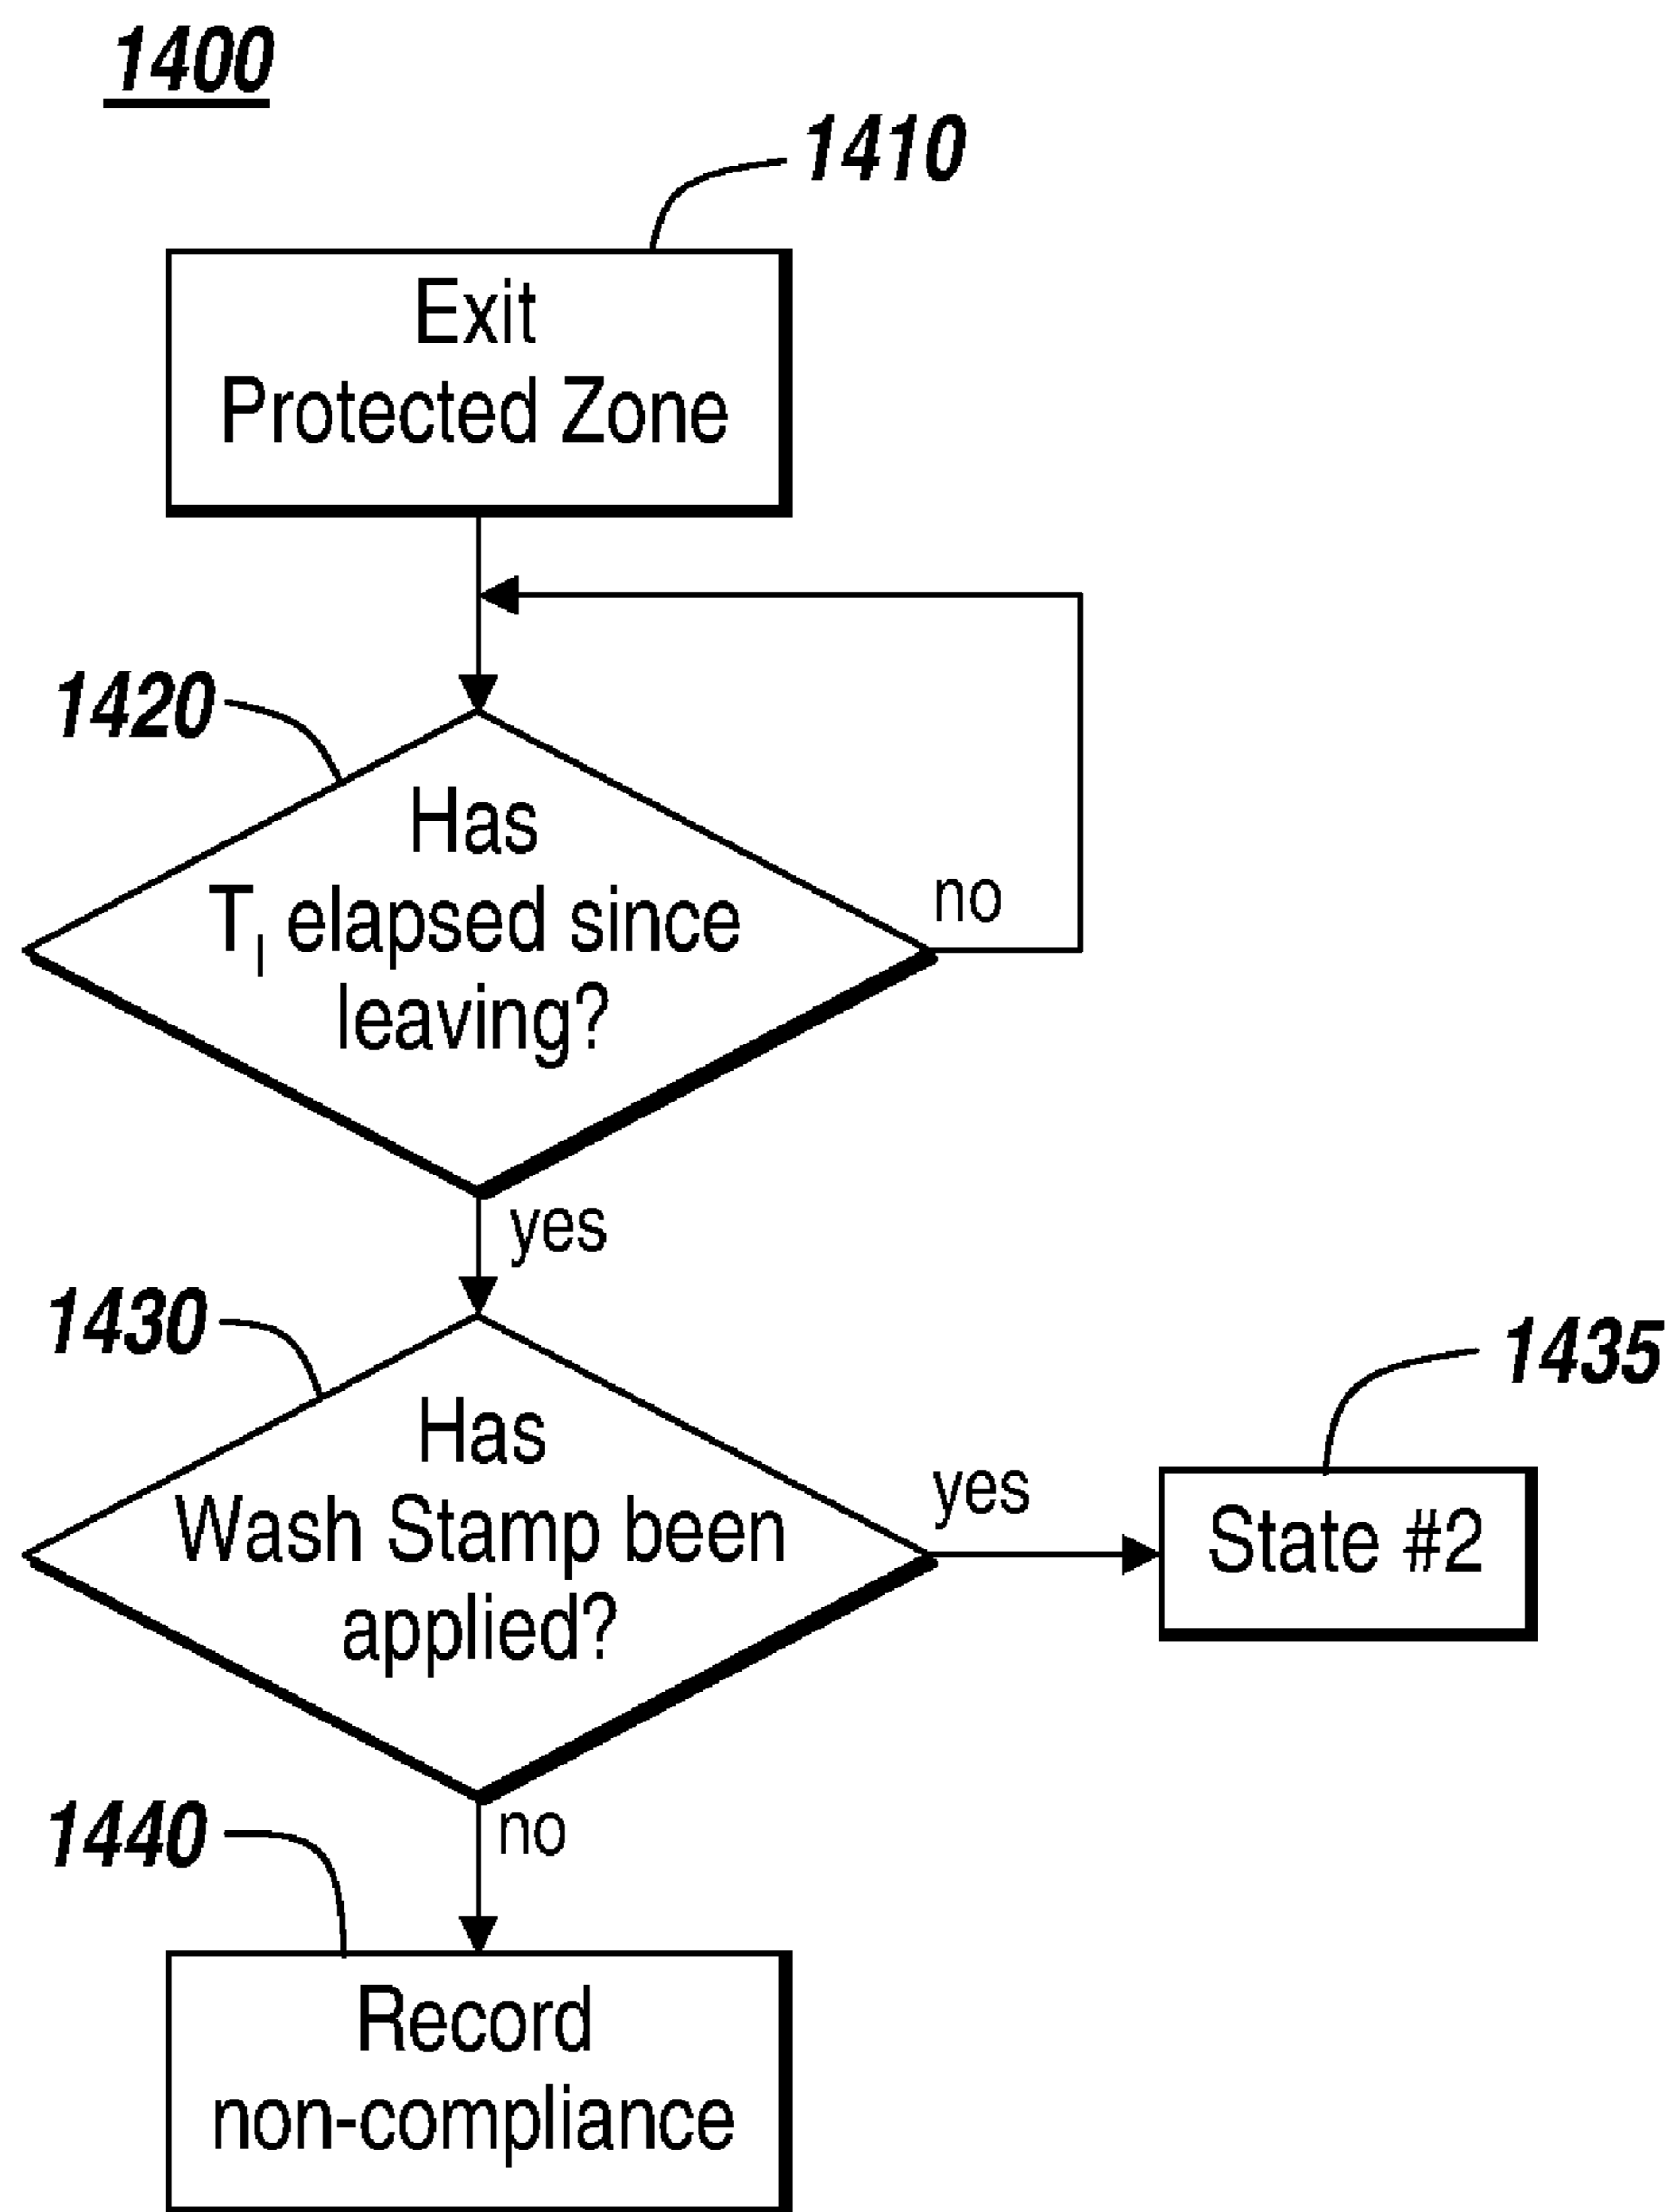 1400
1410
Exit
Protected Zone
1420
Has
T_l elapsed since
leaving?
no
yes
1430
Has
Wash Stamp been
applied?
yes
1435
State #2
no
1440
Record
non-compliance